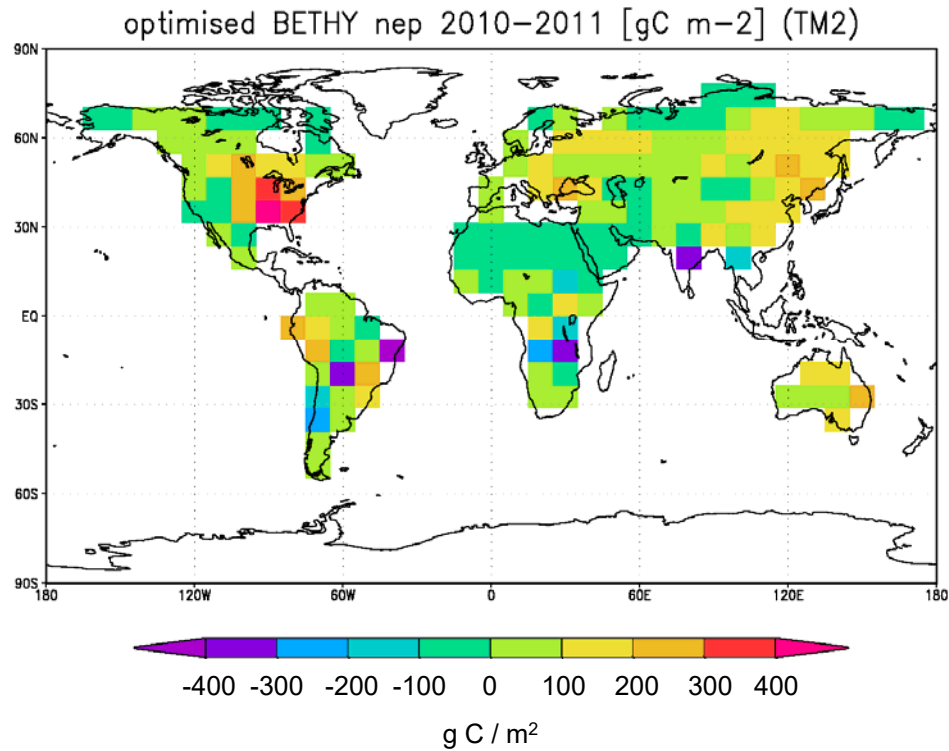 optimised BETHY nep 2010-2011 [gC m-2] (TM2)
90N
60N
30N
EQ
30S
60S
90S
180 120W 60W 0 60E 120E 180
-400 -300 -200 -100 0 100 200 300 400
g C / m²